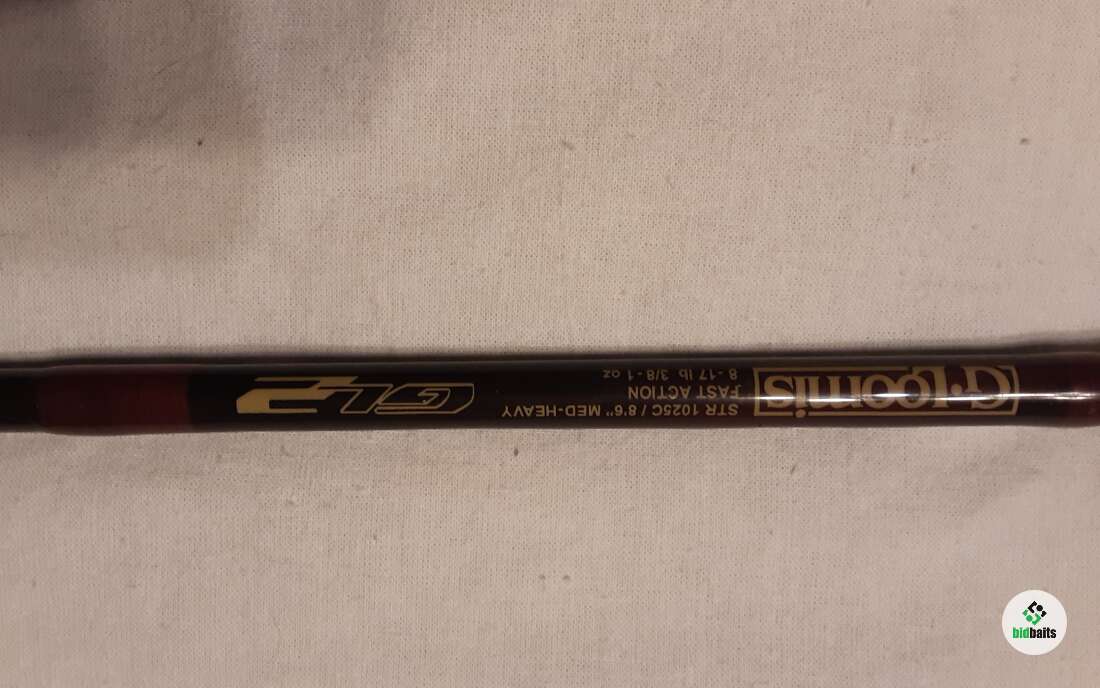 G.Loomis
STR 1025C / 8'6" MED-HEAVY
FAST ACTION
8 - 17 lb 3/8 - 1 oz
GL2
bidbaits